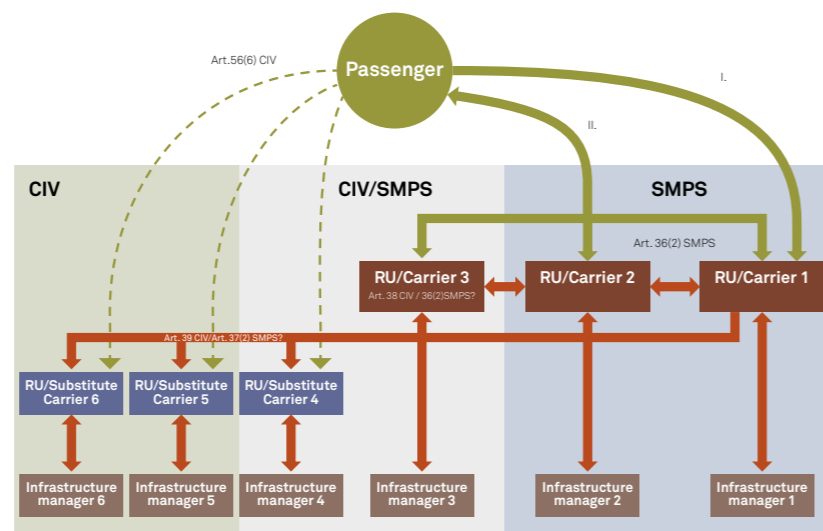 Art.56(6) CIV
Passenger
I.
II.
CIV
CIV/SMPS
SMPS
Art. 36(2) SMPS
RU/Carrier 3
Art. 38 CIV / 36(2)SMPS?
RU/Carrier 2
RU/Carrier 1
Art. 39 CIV/Art. 37(2) SMPS?
RU/Substitute
Carrier 6
RU/Substitute
Carrier 5
RU/Substitute
Carrier 4
Infrastructure
manager 6
Infrastructure
manager 5
Infrastructure
manager 4
Infrastructure
manager 3
Infrastructure
manager 2
Infrastructure
manager 1